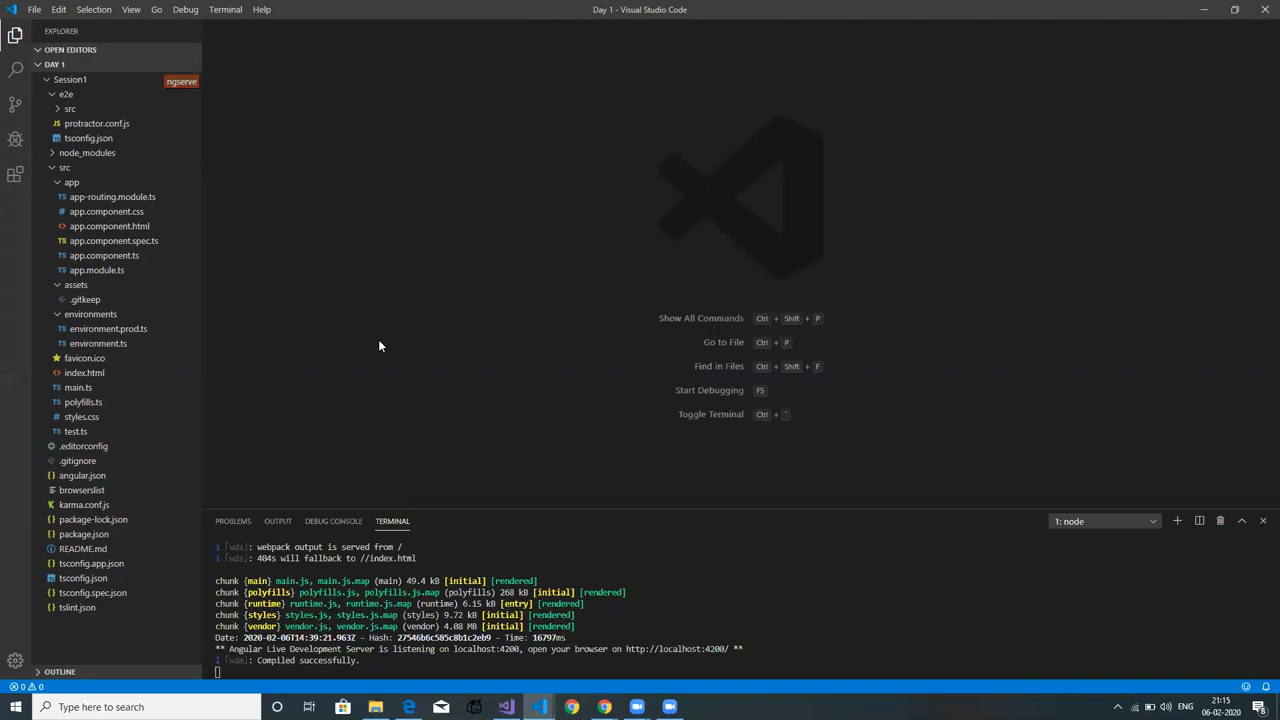 File Edit Selection View Go Debug Terminal Help
Day 1 - Visual Studio Code
EXPLORER
OPEN EDITORS
DAY 1
Session1
ngserve
e2e
src
protractor.conf.js
tsconfig.json
node_modules
src
app
app-routing.module.ts
app.component.css
app.component.html
app.component.spec.ts
app.component.ts
app.module.ts
assets
.gitkeep
environments
environment.prod.ts
environment.ts
favicon.ico
index.html
main.ts
polyfills.ts
styles.css
test.ts
.editorconfig
.gitignore
angular.json
browserslist
karma.conf.js
package-lock.json
package.json
README.md
tsconfig.app.json
tsconfig.json
tsconfig.spec.json
tslint.json
OUTLINE
Show All Commands Ctrl + Shift + P
Go to File Ctrl + P
Find in Files Ctrl + Shift + F
Start Debugging F5
Toggle Terminal Ctrl + `
PROBLEMS OUTPUT DEBUG CONSOLE TERMINAL
1: node
i ｢wds｣: webpack output is served from /
i ｢wds｣: 404s will fallback to //index.html
chunk {main} main.js, main.js.map (main) 49.4 kB [initial] [rendered]
chunk {polyfills} polyfills.js, polyfills.js.map (polyfills) 268 kB [initial] [rendered]
chunk {runtime} runtime.js, runtime.js.map (runtime) 6.15 kB [entry] [rendered]
chunk {styles} styles.js, styles.js.map (styles) 9.72 kB [initial] [rendered]
chunk {vendor} vendor.js, vendor.js.map (vendor) 4.08 MB [initial] [rendered]
Date: 2020-02-06T14:39:21.963Z - Hash: 27546b6c585c8b1c2eb9 - Time: 16797ms
** Angular Live Development Server is listening on localhost:4200, open your browser on http://localhost:4200/ **
i ｢wdm｣: Compiled successfully.
0 0
Type here to search
ENG
21:15
06-02-2020
8